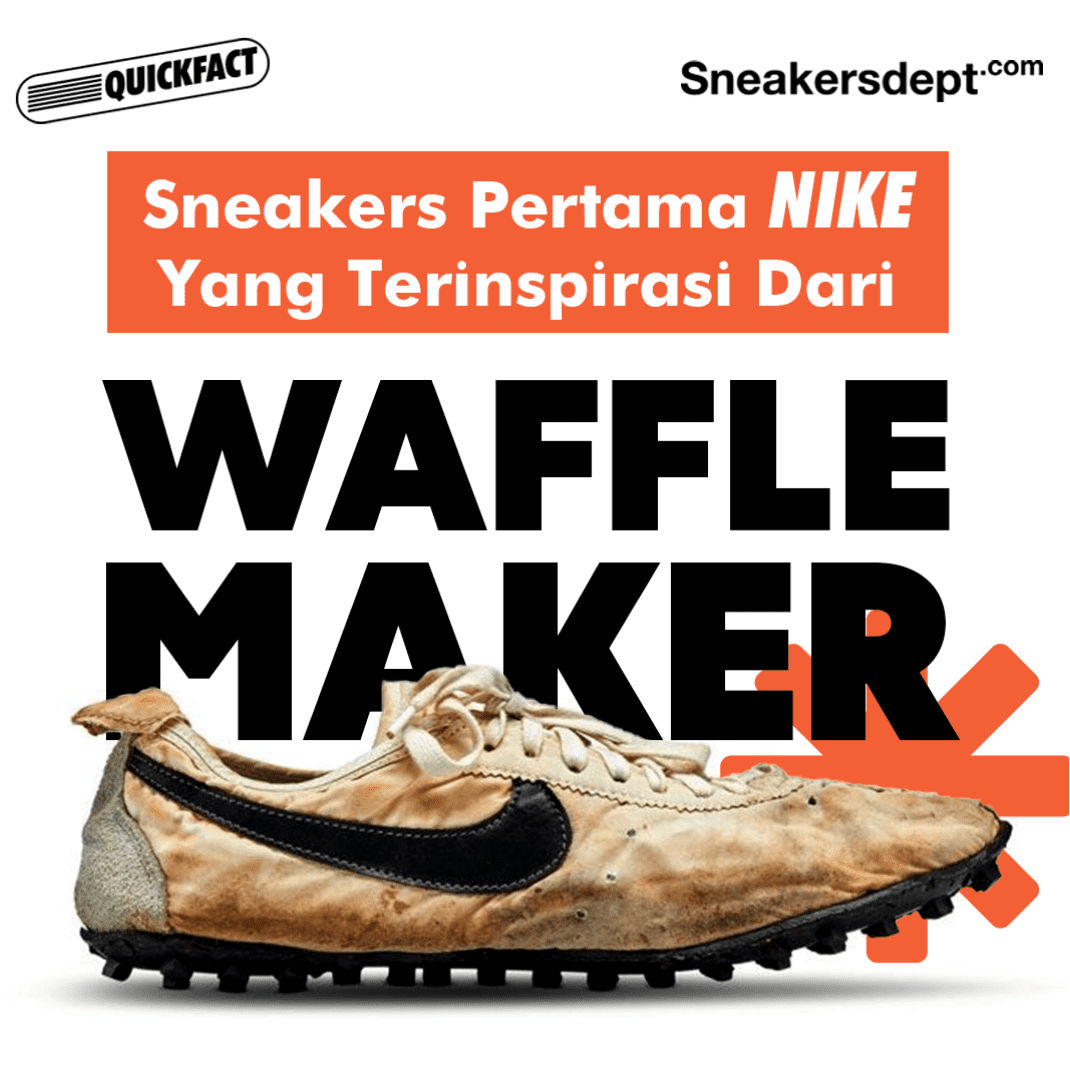 QUICKFACT
Sneakersdept.com
Sneakers Pertama NIKE
Yang Terinspirasi Dari
WAFFLE
MAKER